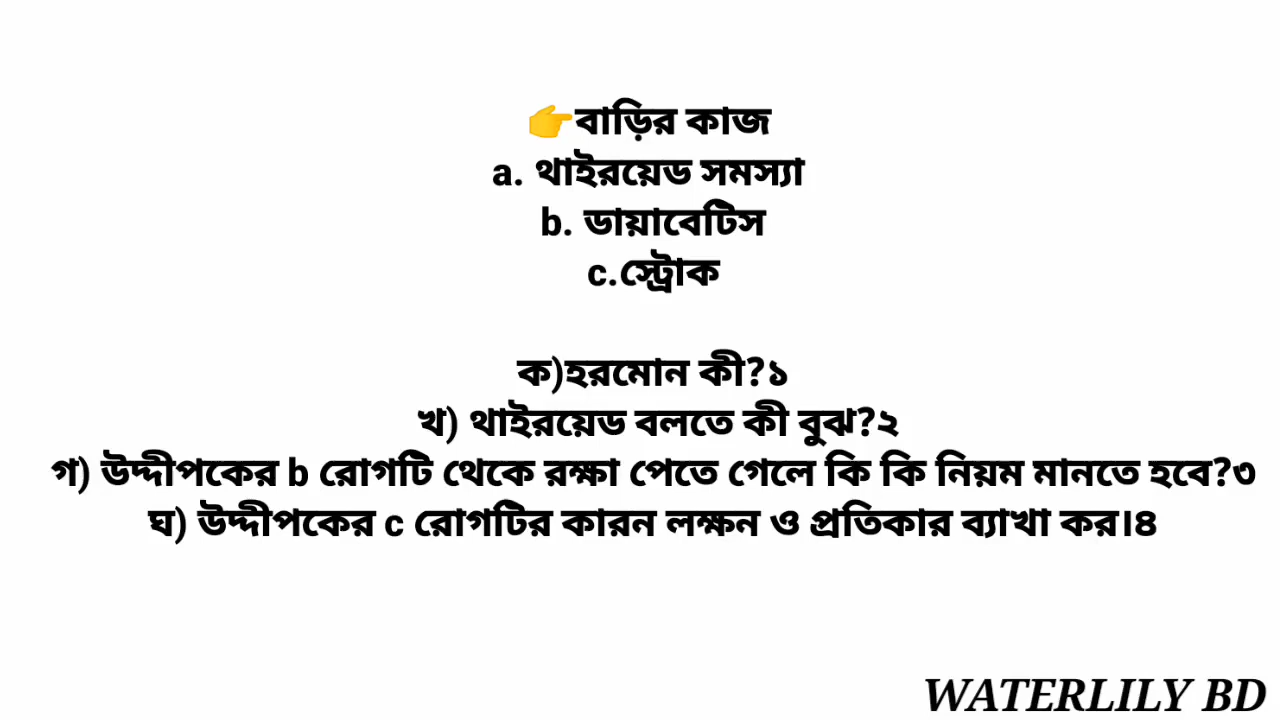 👉বাড়ির কাজ
a. থাইরয়েড সমস্যা
b. ডায়াবেটিস
c.স্ট্রোক
ক)হরমোন কী?১
খ) থাইরয়েড বলতে কী বুঝ?২
গ) উদ্দীপকের b রোগটি থেকে রক্ষা পেতে গেলে কি কি নিয়ম মানতে হবে?৩
ঘ) উদ্দীপকের c রোগটির কারন লক্ষন ও প্রতিকার ব্যাখা কর।৪
WATERLILY BD